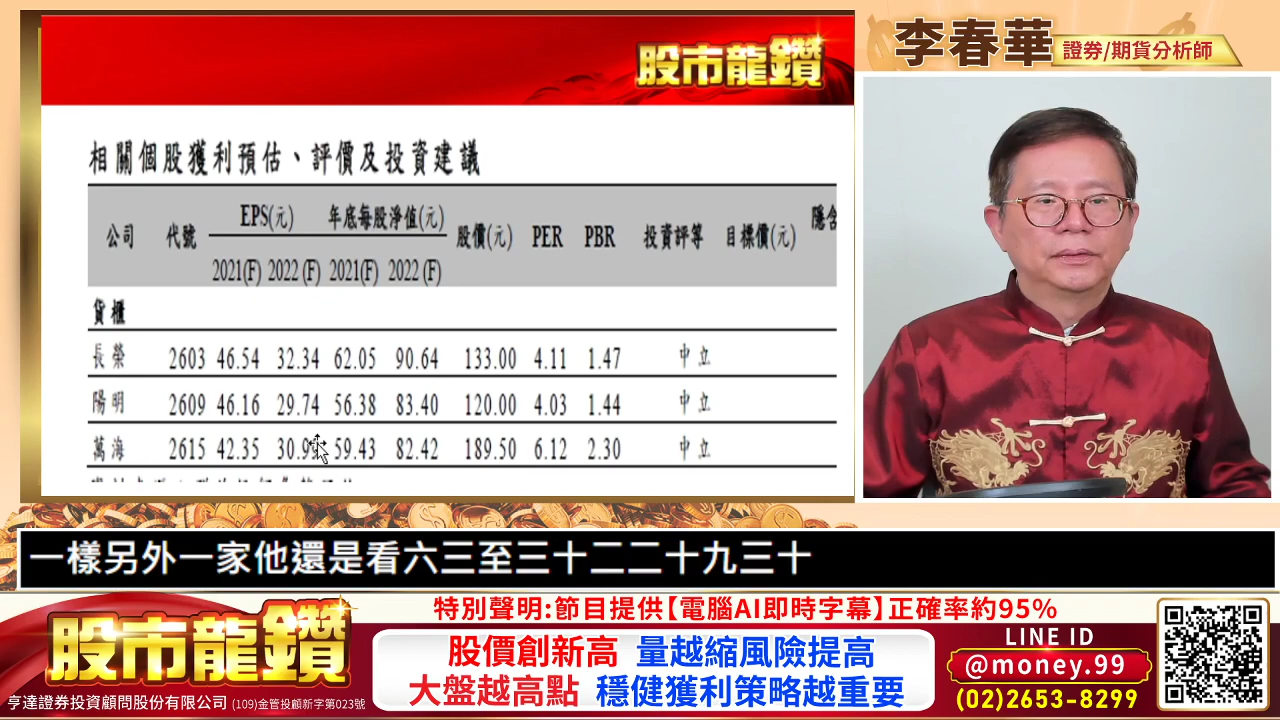 股市龍鑽
李春華 證券/期貨分析師
相關個股獲利預估、評價及投資建議
公司 代號 EPS(元) 年底每股淨值(元) 股價(元) PER PBR 投資評等 目標價(元) 隱含
2021(F) 2022 (F) 2021(F) 2022 (F)
貨櫃
長榮 2603 46.54 32.34 62.05 90.64 133.00 4.11 1.47 中立
陽明 2609 46.16 29.74 56.38 83.40 120.00 4.03 1.44 中立
萬海 2615 42.35 59.43 82.42 189.50 6.12 2.30 中立
一樣另外一家他還是看六三至三十二二十九三十
特別聲明:節目提供【電腦AI即時字幕】正確率約95%
股市龍鑽
亨達證券投資顧問股份有限公司 (109)金管投顧新字第023號
股價創新高 量越縮風險提高
大盤越高點 穩健獲利策略越重要
LINE ID
@money.99
(02)2653-8299